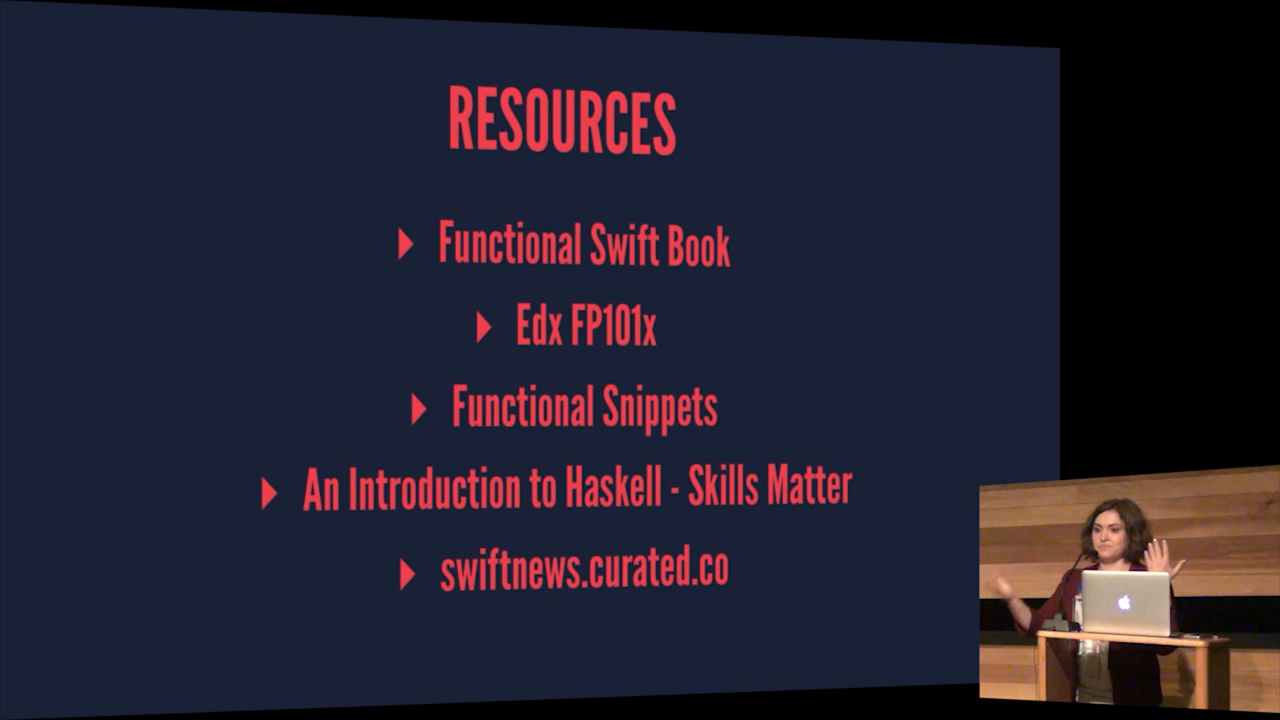 RESOURCES
Functional Swift Book
Edx FP101x
Functional Snippets
An Introduction to Haskell - Skills Matter
swiftnews.curated.co